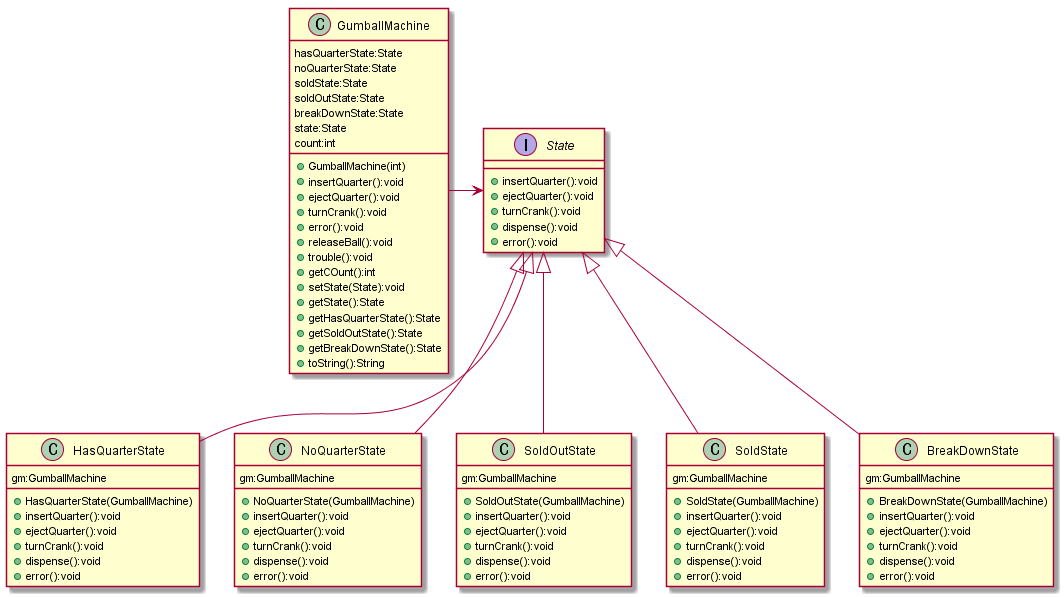 C GumballMachine
hasQuarterState:State
noQuarterState:State
soldState:State
soldOutState:State
breakDownState:State
state:State
count:int
GumballMachine(int)
insertQuarter():void
ejectQuarter():void
turnCrank():void
error():void
releaseBall():void
trouble():void
getCOunt():int
setState(State):void
getState():State
getHasQuarterState():State
getSoldOutState():State
getBreakDownState():State
toString():String
I State
insertQuarter():void
ejectQuarter():void
turnCrank():void
dispense():void
error():void
C HasQuarterState
gm:GumballMachine
HasQuarterState(GumballMachine)
insertQuarter():void
ejectQuarter():void
turnCrank():void
dispense():void
error():void
C NoQuarterState
gm:GumballMachine
NoQuarterState(GumballMachine)
insertQuarter():void
ejectQuarter():void
turnCrank():void
dispense():void
error():void
C SoldOutState
gm:GumballMachine
SoldOutState(GumballMachine)
insertQuarter():void
ejectQuarter():void
turnCrank():void
dispense():void
error():void
C SoldState
gm:GumballMachine
SoldState(GumballMachine)
insertQuarter():void
ejectQuarter():void
turnCrank():void
dispense():void
error():void
C BreakDownState
gm:GumballMachine
BreakDownState(GumballMachine)
insertQuarter():void
ejectQuarter():void
turnCrank():void
dispense():void
error():void